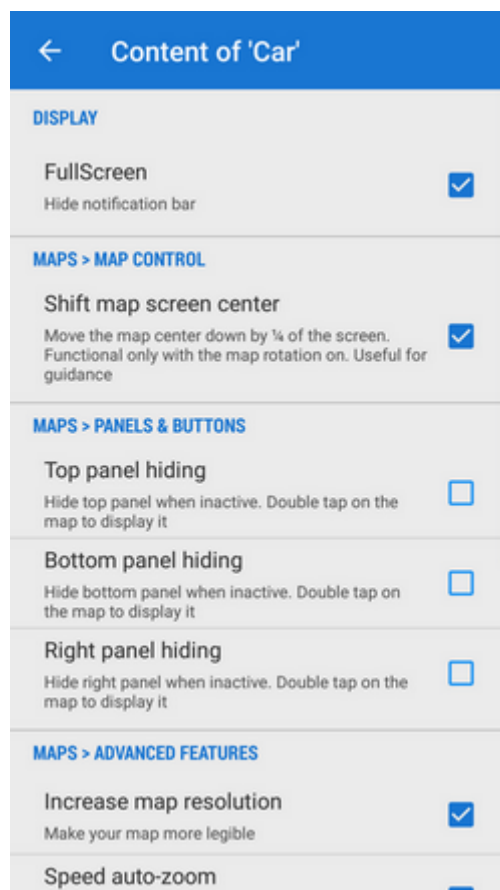 Content of 'Car'
DISPLAY
FullScreen
Hide notification bar
MAPS > MAP CONTROL
Shift map screen center
Move the map center down by ¼ of the screen.
Functional only with the map rotation on. Useful for
guidance
MAPS > PANELS & BUTTONS
Top panel hiding
Hide top panel when inactive. Double tap on the
map to display it
Bottom panel hiding
Hide bottom panel when inactive. Double tap on
the map to display it
Right panel hiding
Hide right panel when inactive. Double tap on the
map to display it
MAPS > ADVANCED FEATURES
Increase map resolution
Make your map more legible
Speed auto-zoom